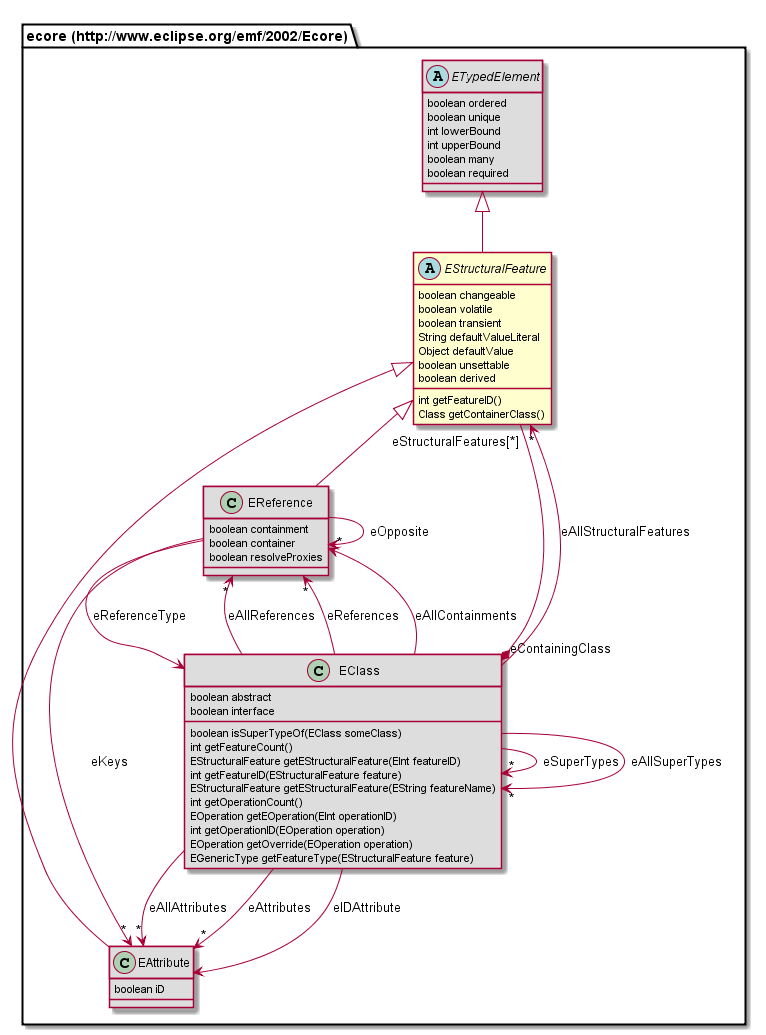 ecore (http://www.eclipse.org/emf/2002/Ecore)
A ETypedElement
boolean ordered
boolean unique
int lowerBound
int upperBound
boolean many
boolean required
A EStructuralFeature
boolean changeable
boolean volatile
boolean transient
String defaultValueLiteral
Object defaultValue
boolean unsettable
boolean derived
int getFeatureID()
Class getContainerClass()
eStructuralFeatures[*]
*
C EReference
boolean containment
boolean container
boolean resolveProxies
eOpposite
*
eAllStructuralFeatures
*
*
eReferenceType
eAllReferences
eReferences
eAllContainments
eContainingClass
C EClass
boolean abstract
boolean interface
boolean isSuperTypeOf(EClass someClass)
int getFeatureCount()
EStructuralFeature getEStructuralFeature(EInt featureID)
int getFeatureID(EStructuralFeature feature)
EStructuralFeature getEStructuralFeature(EString featureName)
int getOperationCount()
EOperation getEOperation(EInt operationID)
int getOperationID(EOperation operation)
EOperation getOverride(EOperation operation)
EGenericType getFeatureType(EStructuralFeature feature)
eKeys
*
eSuperTypes
eAllSuperTypes
*
eAllAttributes
eAttributes
eIDAttribute
*
*
*
C EAttribute
boolean iD